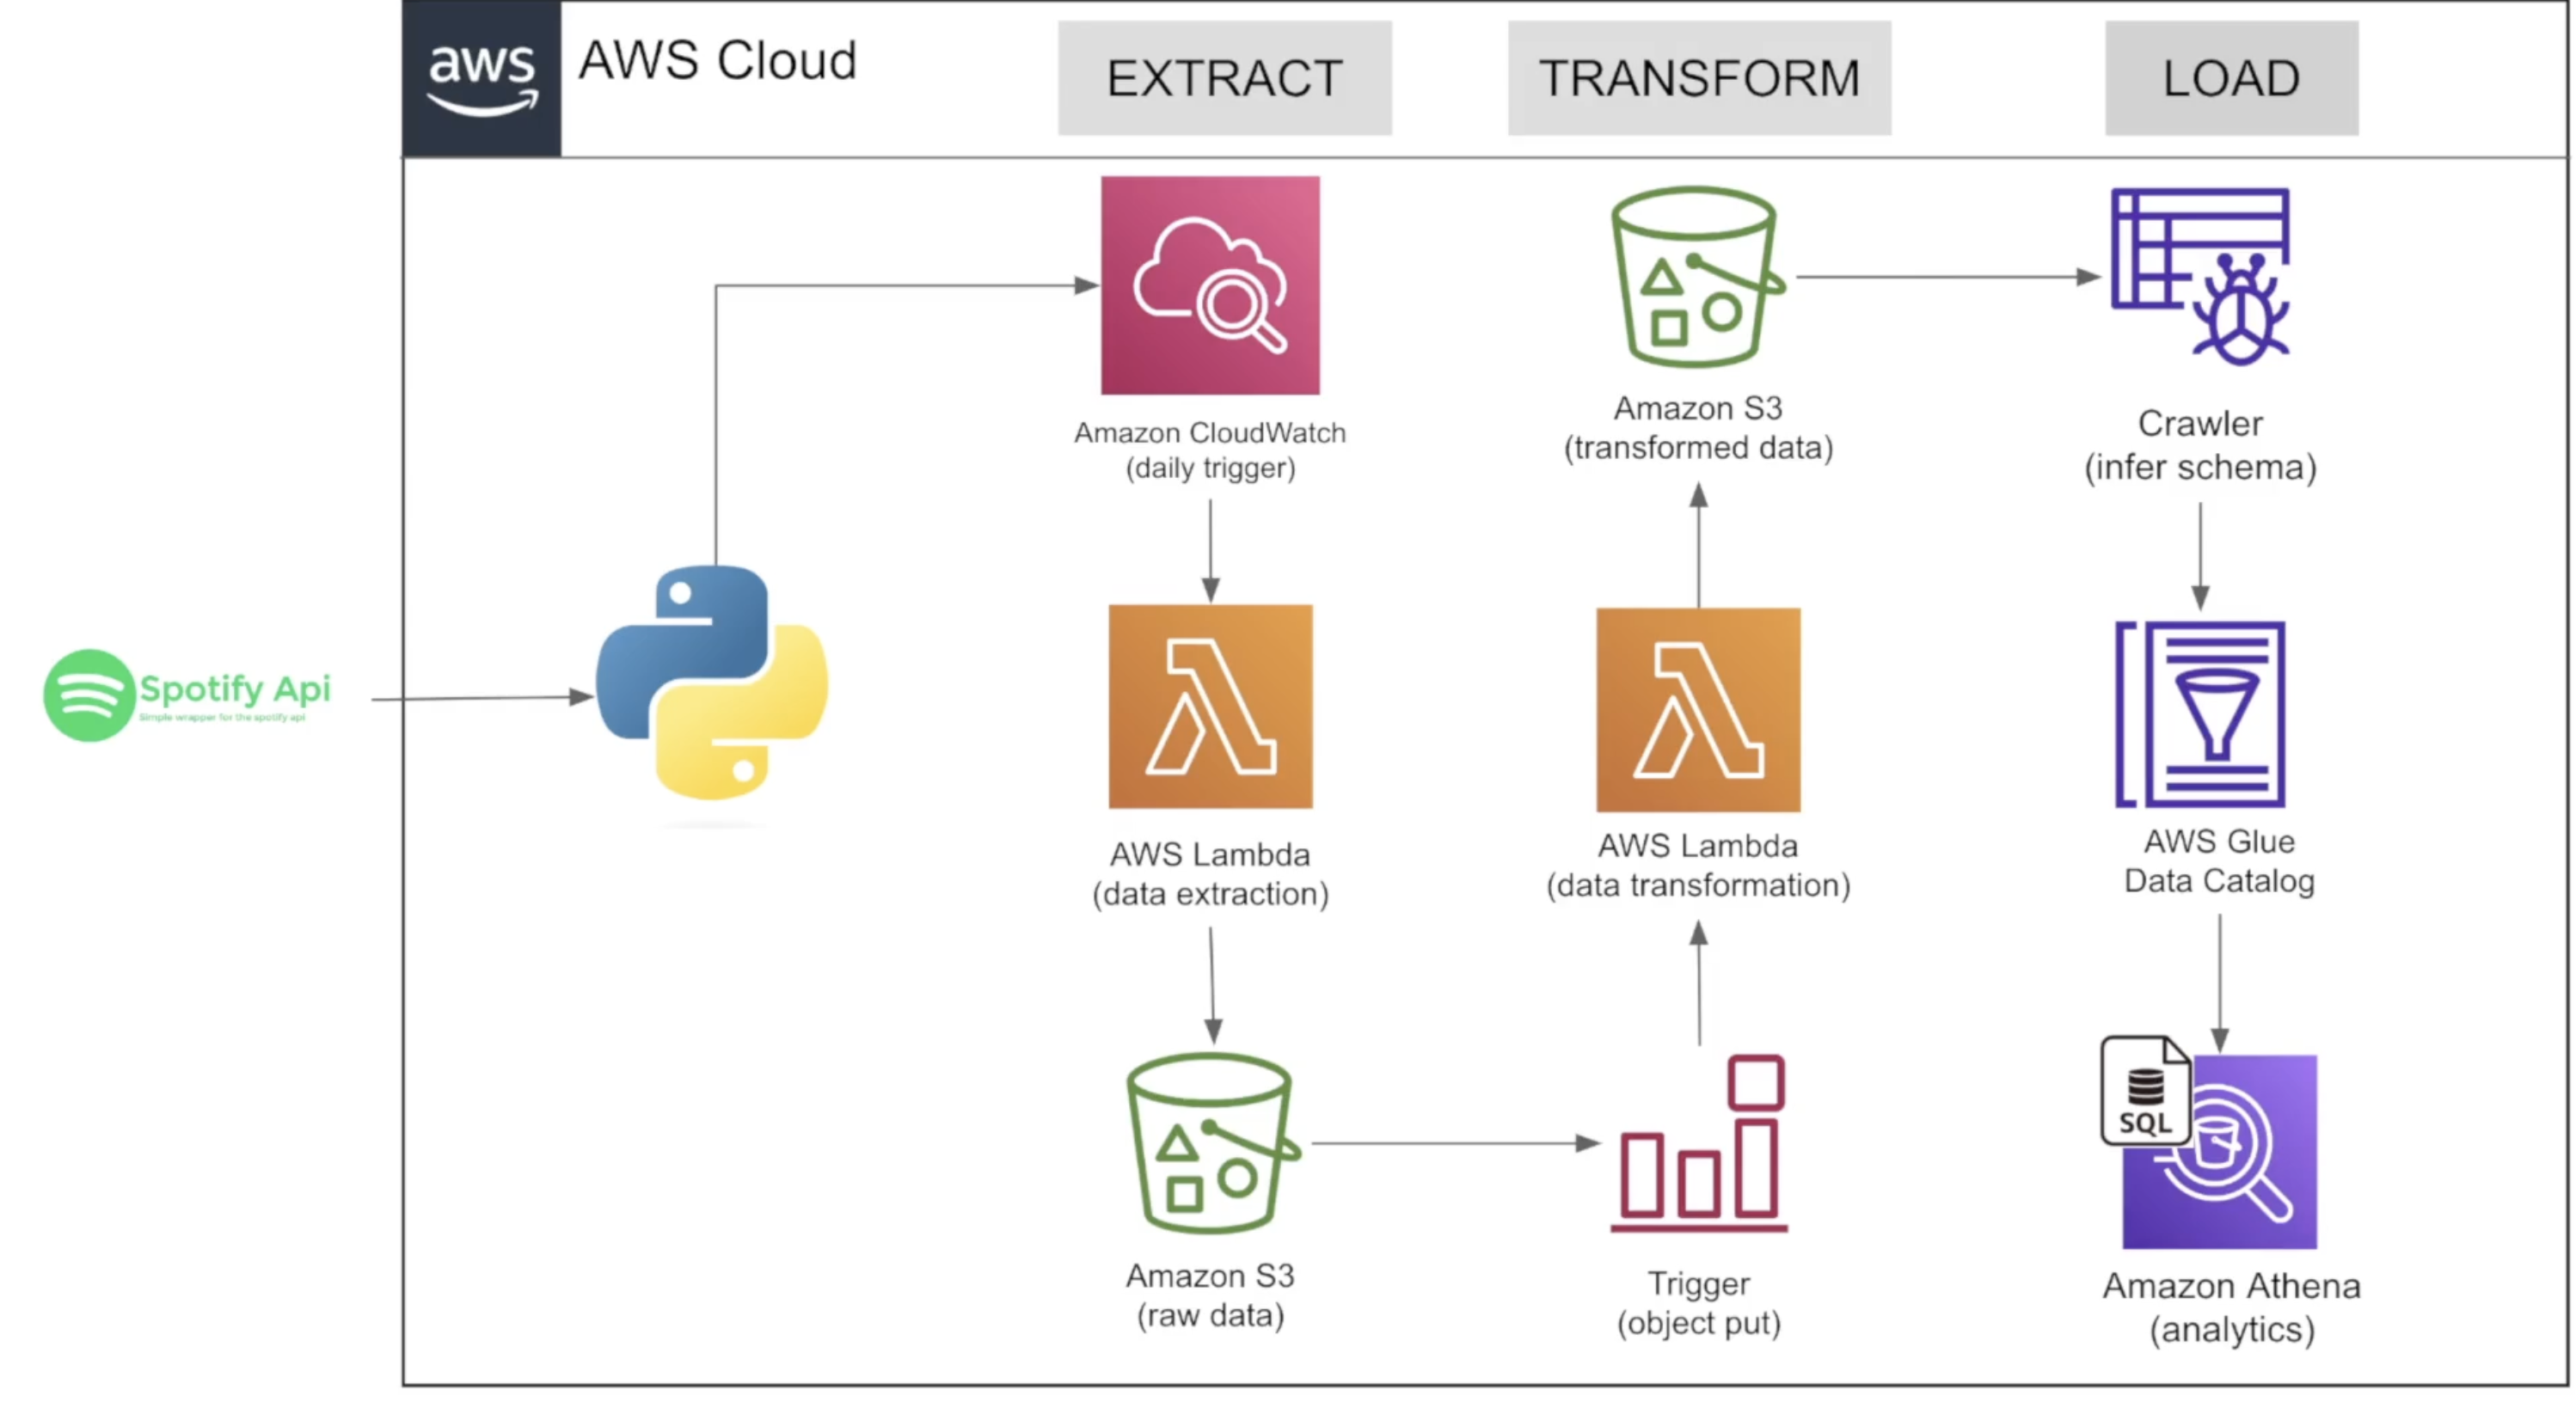 aws
AWS Cloud
EXTRACT
TRANSFORM
LOAD
Amazon CloudWatch
(daily trigger)
Amazon S3
(transformed data)
Crawler
(infer schema)
Spotify Api
Simple wrapper for the spotify api
AWS Lambda
(data extraction)
AWS Lambda
(data transformation)
AWS Glue
Data Catalog
SQL
Amazon S3
(raw data)
Trigger
(object put)
Amazon Athena
(analytics)